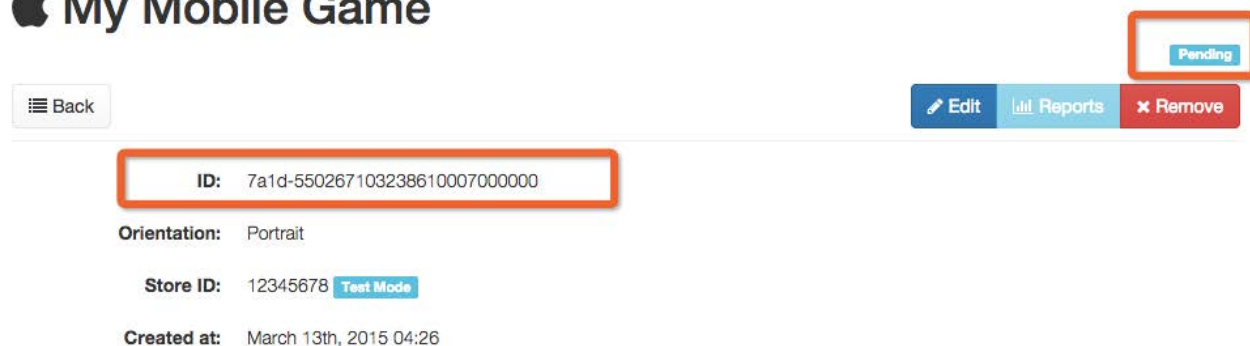 My Mobile Game
Pending
Back
Edit Reports Remove
ID: 7a1d-550267103238610007000000
Orientation: Portrait
Store ID: 12345678 Test Mode
Created at: March 13th, 2015 04:26